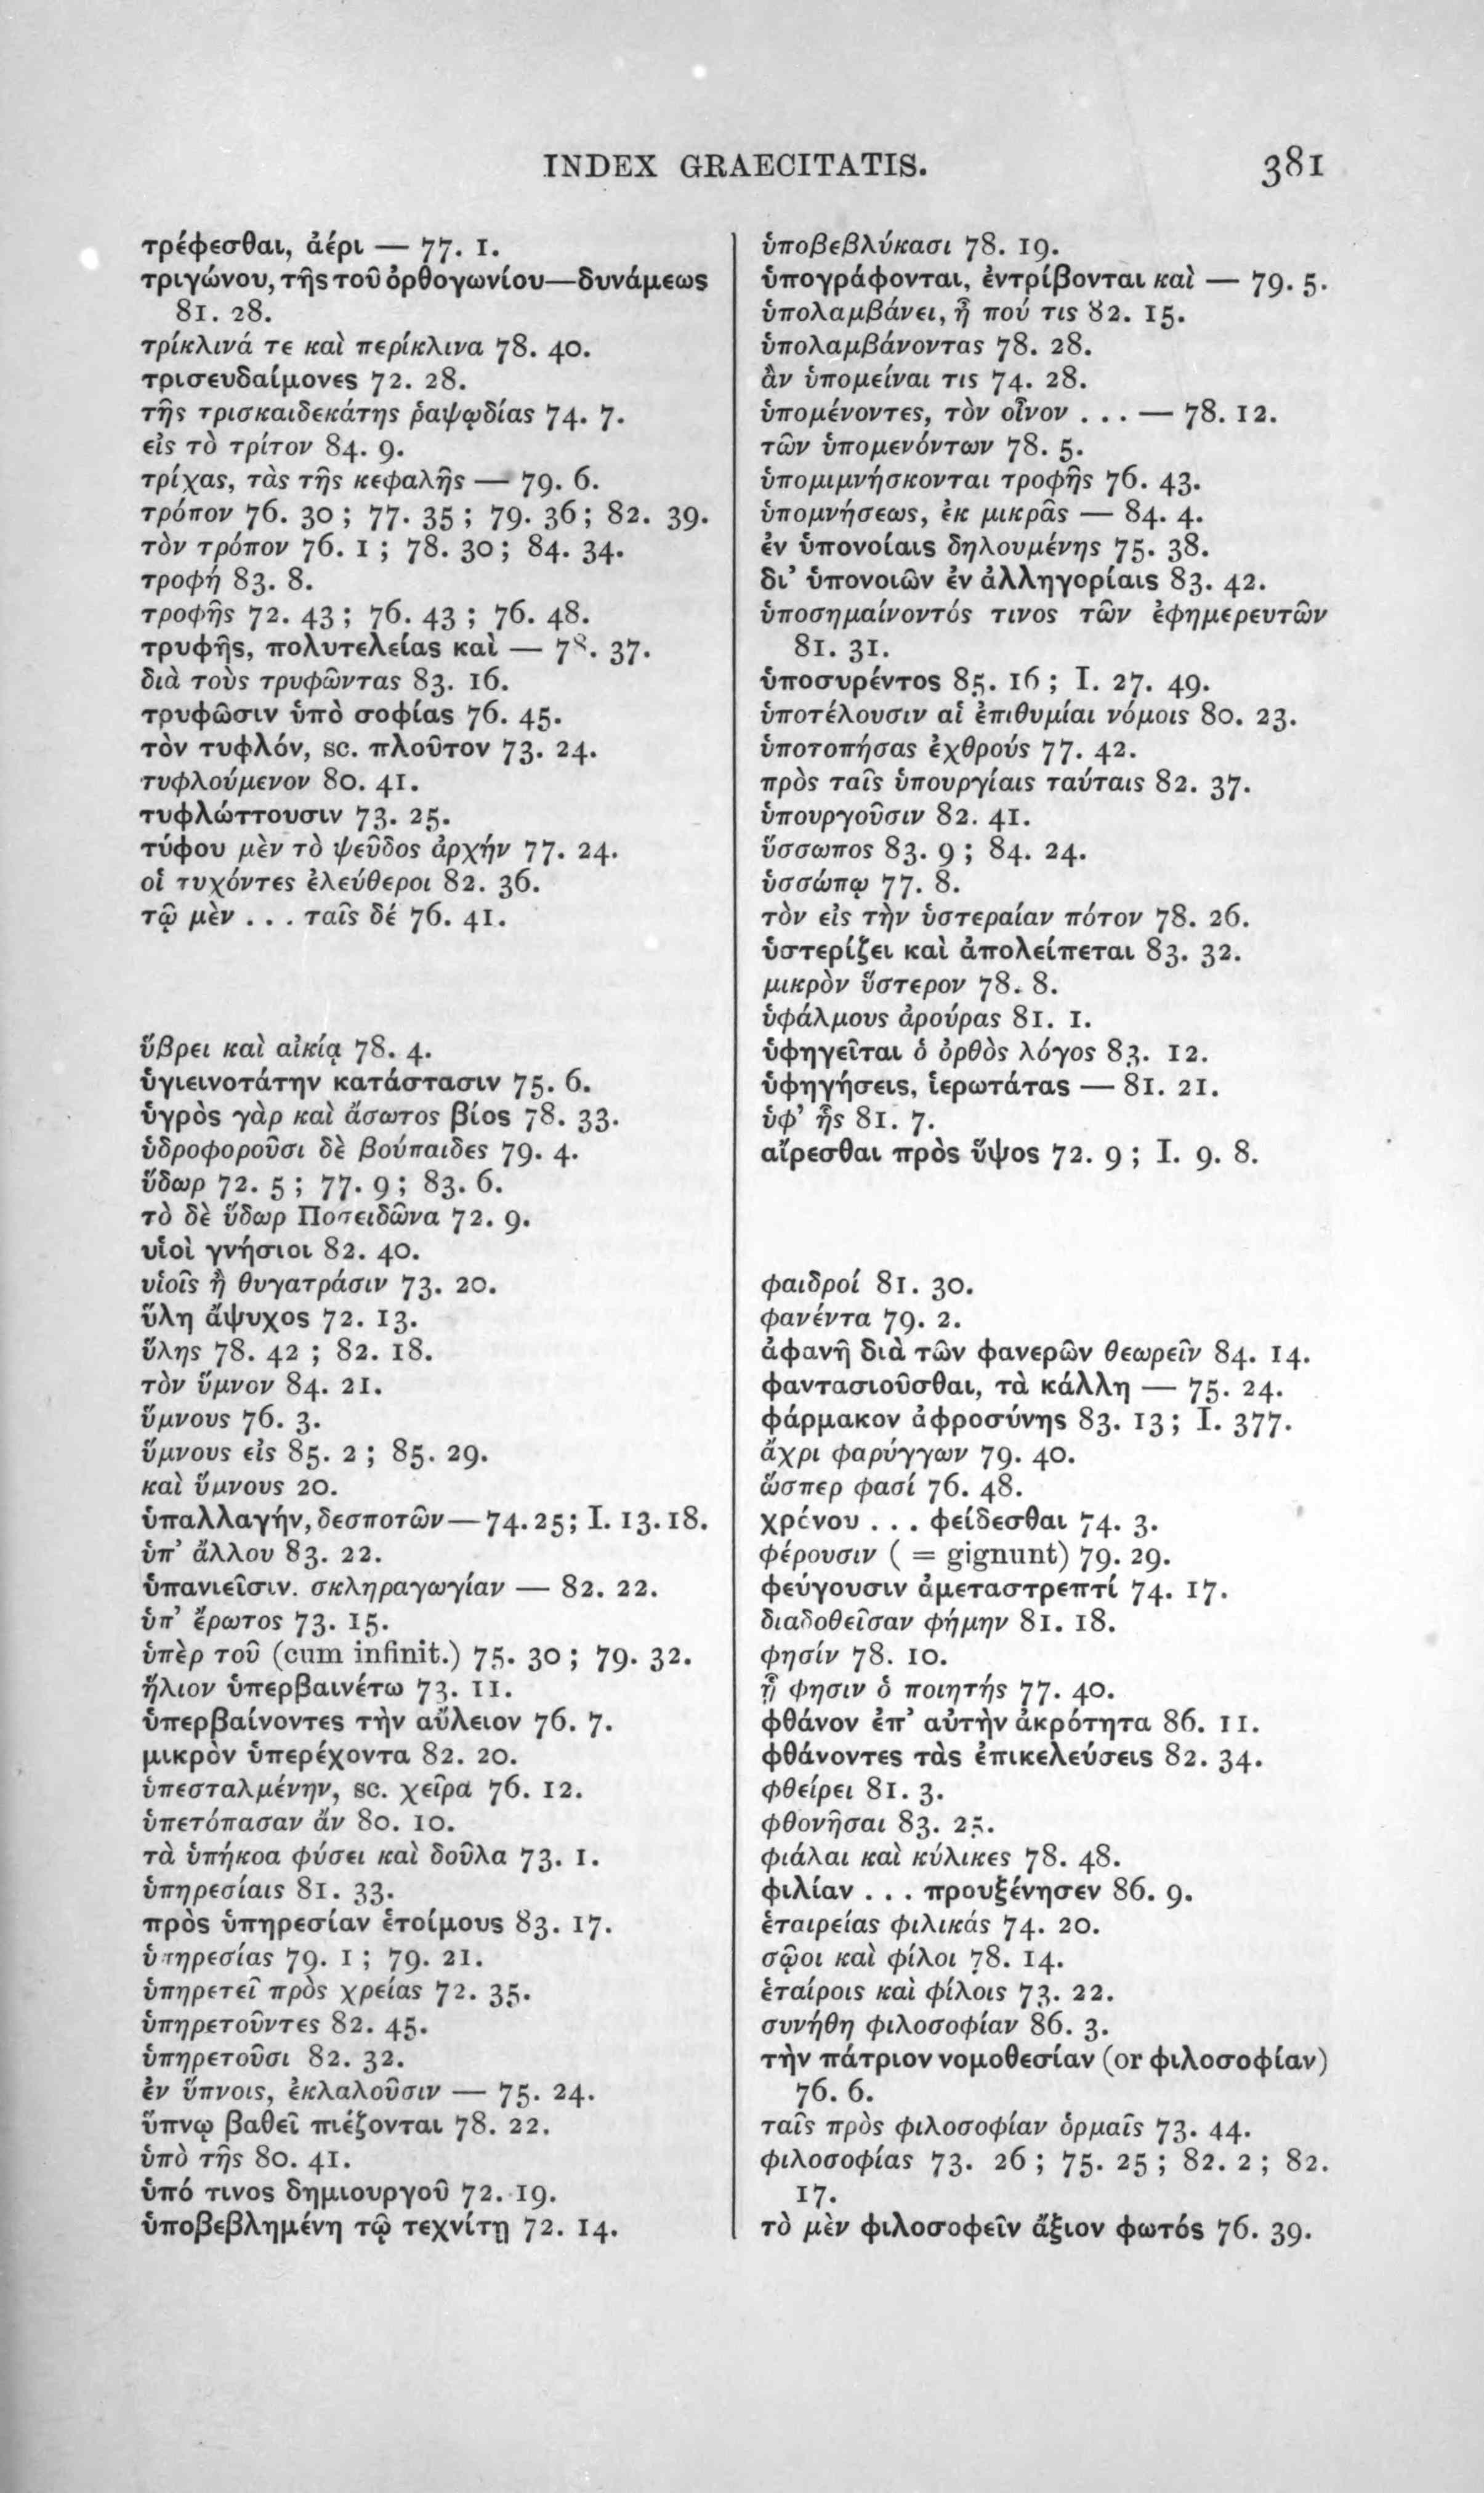 INDEX GRAECITATIS.
381
τρέφεσθαι, ἀέρι — 77. 1.
τριγώνου, τῆς τοῦ ὀρθογωνίου—δυνάμεως
81. 28.
τρίκλινά τε καὶ περίκλινα 78. 40.
τρισευδαίμονες 72. 28.
τῆς τρισκαιδεκάτης ῥαψῳδίας 74. 7.
εἰς τὸ τρίτον 84. 9.
τρίχας, τὰς τῆς κεφαλῆς — 79. 6.
τρόπον 76. 30 ; 77. 35 ; 79. 36 ; 82. 39.
τὸν τρόπον 76. 1 ; 78. 30 ; 84. 34.
τροφή 83. 8.
τροφῆς 72. 43 ; 76. 43 ; 76. 48.
τρυφῆς, πολυτελείας καὶ — 78. 37.
διὰ τοὺς τρυφῶντας 83. 16.
τρυφῶσιν ὑπὸ σοφίας 76. 45.
τὸν τυφλόν, sc. πλοῦτον 73. 24.
τυφλούμενον 80. 41.
τυφλώττουσιν 73. 25.
τύφου μὲν τὸ ψεῦδος ἀρχήν 77. 24.
οἱ τυχόντες ἐλεύθεροι 82. 36.
τῷ μὲν . . . ταῖς δέ 76. 41.
ὕβρει καὶ αἰκίᾳ 78. 4.
ὑγιεινοτάτην κατάστασιν 75. 6.
ὑγρὸς γὰρ καὶ ἄσωτος βίος 78. 33.
ὑδροφοροῦσι δὲ βούπαιδες 79. 4.
ὕδωρ 72. 5 ; 77. 9 ; 83. 6.
τὸ δὲ ὕδωρ Ποσειδῶνα 72. 9.
υἱοὶ γνήσιοι 82. 40.
υἱοῖς ἢ θυγατράσιν 73. 20.
ὕλη ἄψυχος 72. 13.
ὕλης 78. 42 ; 82. 18.
τὸν ὕμνον 84. 21.
ὕμνους 76. 3.
ὕμνους εἰς 85. 2 ; 85. 29.
καὶ ὕμνους 20.
ὑπαλλαγήν, δεσποτῶν—74. 25; I. 13. 18.
ὑπ’ ἄλλου 83. 22.
ὑπανιεῖσιν. σκληραγωγίαν — 82. 22.
ὑπ’ ἔρωτος 73. 15.
ὑπὲρ τοῦ (cum infinit.) 75. 30 ; 79. 32.
ἥλιον ὑπερβαινέτω 73. 11.
ὑπερβαίνοντες τὴν αὔλειον 76. 7.
μικρὸν ὑπερέχοντα 82. 20.
ὑπεσταλμένην, sc. χεῖρα 76. 12.
ὑπετόπασαν ἄν 80. 10.
τὰ ὑπήκοα φύσει καὶ δοῦλα 73. 1.
ὑπηρεσίαις 81. 33.
πρὸς ὑπηρεσίαν ἑτοίμους 83. 17.
ὑπηρεσίας 79. 1 ; 79. 21.
ὑπηρετεῖ πρὸς χρείας 72. 35.
ὑπηρετοῦντες 82. 45.
ὑπηρετοῦσι 82. 32.
ἐν ὕπνοις, ἐκλαλοῦσιν — 75. 24.
ὕπνῳ βαθεῖ πιέζονται 78. 22.
ὑπὸ τῆς 80. 41.
ὑπό τινος δημιουργοῦ 72. 19.
ὑποβεβλημένη τῷ τεχνίτῃ 72. 14.
ὑποβεβλύκασι 78. 19.
ὑπογράφονται, ἐντρίβονται καὶ — 79. 5.
ὑπολαμβάνει, ἦ πού τις 82. 15.
ὑπολαμβάνοντας 78. 28.
ἂν ὑπομείναι τις 74. 28.
ὑπομένοντες, τὸν οἶνον . . . — 78. 12.
τῶν ὑπομενόντων 78. 5.
ὑπομιμνήσκονται τροφῆς 76. 43.
ὑπομνήσεως, ἐκ μικρᾶς — 84. 4.
ἐν ὑπονοίαις δηλουμένης 75. 38.
δι’ ὑπονοιῶν ἐν ἀλληγορίαις 83. 42.
ὑποσημαίνοντός τινος τῶν ἐφημερευτῶν
81. 31.
ὑποσυρέντος 85. 16 ; I. 27. 49.
ὑποτέλουσιν αἱ ἐπιθυμίαι νόμοις 80. 23.
ὑποτοπήσας ἐχθρούς 77. 42.
πρὸς ταῖς ὑπουργίαις ταύταις 82. 37.
ὑπουργοῦσιν 82. 41.
ὕσσωπος 83. 9 ; 84. 24.
ὑσσώπῳ 77. 8.
τὸν εἰς τὴν ὑστεραίαν πότον 78. 26.
ὑστερίζει καὶ ἀπολείπεται 83. 32.
μικρὸν ὕστερον 78. 8.
ὑφάλμους ἀρούρας 81. 1.
ὑφηγεῖται ὁ ὀρθὸς λόγος 83. 12.
ὑφηγήσεις, ἱερωτάτας — 81. 21.
ὑφ’ ἧς 81. 7.
αἴρεσθαι πρὸς ὕψος 72. 9 ; I. 9. 8.
φαιδροί 81. 30.
φανέντα 79. 2.
ἀφανῆ διὰ τῶν φανερῶν θεωρεῖν 84. 14.
φαντασιοῦσθαι, τὰ κάλλη — 75. 24.
φάρμακον ἀφροσύνης 83. 13 ; I. 377.
ἄχρι φαρύγγων 79. 40.
ὥσπερ φασί 76. 48.
χρόνου . . . φείδεσθαι 74. 3.
φέρουσιν ( = gignunt) 79. 29.
φεύγουσιν ἀμεταστρεπτί 74. 17.
διαδοθεῖσαν φήμην 81. 18.
φησίν 78. 10.
ᾗ φησιν ὁ ποιητής 77. 40.
φθάνον ἐπ’ αὐτὴν ἀκρότητα 86. 11.
φθάνοντες τὰς ἐπικελεύσεις 82. 34.
φθείρει 81. 3.
φθονῆσαι 83. 25.
φιάλαι καὶ κύλικες 78. 48.
φιλίαν . . . προυξένησεν 86. 9.
ἑταιρείας φιλικάς 74. 20.
σῷοι καὶ φίλοι 78. 14.
ἑταίροις καὶ φίλοις 73. 22.
συνήθη φιλοσοφίαν 86. 3.
τὴν πάτριον νομοθεσίαν (or φιλοσοφίαν)
76. 6.
ταῖς πρὸς φιλοσοφίαν ὁρμαῖς 73. 44.
φιλοσοφίας 73. 26 ; 75. 25 ; 82. 2 ; 82.
17.
τὸ μὲν φιλοσοφεῖν ἄξιον φωτός 76. 39.